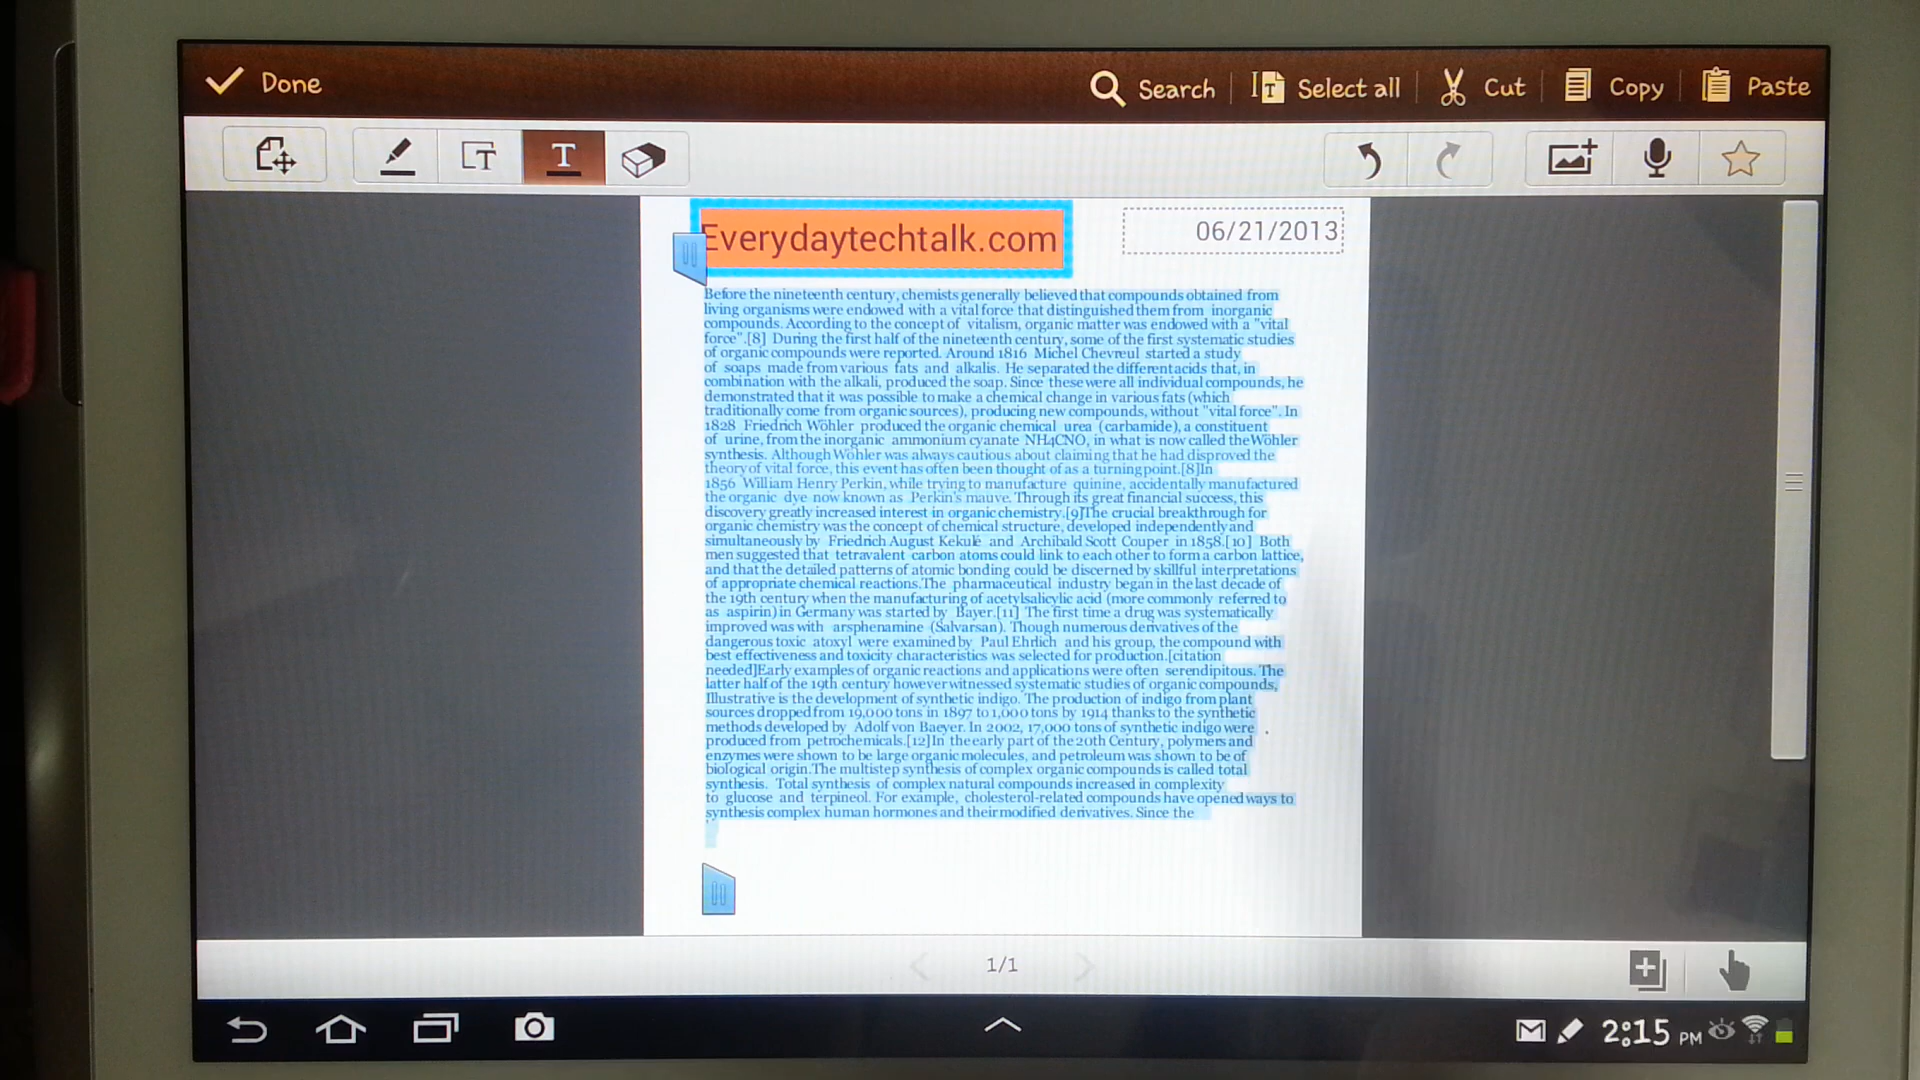 Done
Search
Select all
Cut
Copy
Paste
T
T
T
Everydaytechtalk.com
06/21/2013
Before the nineteenth century, chemists generally believed that compounds obtained from
living organisms were endowed with a vital force that distinguished them from inorganic
compounds. According to the concept of vitalism, organic matter was endowed with a "vital
force".[8] During the first half of the nineteenth century, some of the first systematic studies
of organic compounds were reported. Around 1816 Michel Chevreul started a study
of soaps made from various fats and alkalis. He separated the different acids that, in
combination with the alkali, produced the soap. Since these were all individual compounds, he
demonstrated that it was possible to make a chemical change in various fats (which
traditionally come from organic sources), producing new compounds, without "vital force". In
1828 Friedrich Wöhler produced the organic chemical urea (carbamide), a constituent
of urine, from the inorganic ammonium cyanate NH4CNO, in what is now called the Wöhler
synthesis. Although Wöhler was always cautious about claiming that he had disproved the
theory of vital force, this event has often been thought of as a turning point.[8]In
1856 William Henry Perkin, while trying to manufacture quinine, accidentally manufactured
the organic dye now known as Perkin's mauve. Through its great financial success, this
discovery greatly increased interest in organic chemistry.[9]The crucial breakthrough for
organic chemistry was the concept of chemical structure, developed independently and
simultaneously by Friedrich August Kekulé and Archibald Scott Couper in 1858.[10] Both
men suggested that tetravalent carbon atoms could link to each other to form a carbon lattice,
and that the detailed patterns of atomic bonding could be discerned by skillful interpretations
of appropriate chemical reactions.The pharmaceutical industry began in the last decade of
the 19th century when the manufacturing of acetylsalicylic acid (more commonly referred to
as aspirin) in Germany was started by Bayer.[11] The first time a drug was systematically
improved was with arsphenamine (Salvarsan). Though numerous derivatives of the
dangerous toxic atoxyl were examined by Paul Ehrlich and his group, the compound with
best effectiveness and toxicity characteristics was selected for production.[citation
needed]Early examples of organic reactions and applications were often serendipitous. The
latter half of the 19th century however witnessed systematic studies of organic compounds,
Illustrative is the development of synthetic indigo. The production of indigo from plant
sources dropped from 19,000 tons in 1897 to 1,000 tons by 1914 thanks to the synthetic
methods developed by Adolf von Baeyer. In 2002, 17,000 tons of synthetic indigo were
produced from petrochemicals.[12]In the early part of the 20th Century, polymers and
enzymes were shown to be large organic molecules, and petroleum was shown to be of
biological origin.The multistep synthesis of complex organic compounds is called total
synthesis. Total synthesis of complex natural compounds increased in complexity
to glucose and terpineol. For example, cholesterol-related compounds have opened ways to
synthesis complex human hormones and their modified derivatives. Since the
1/1
2:15 PM